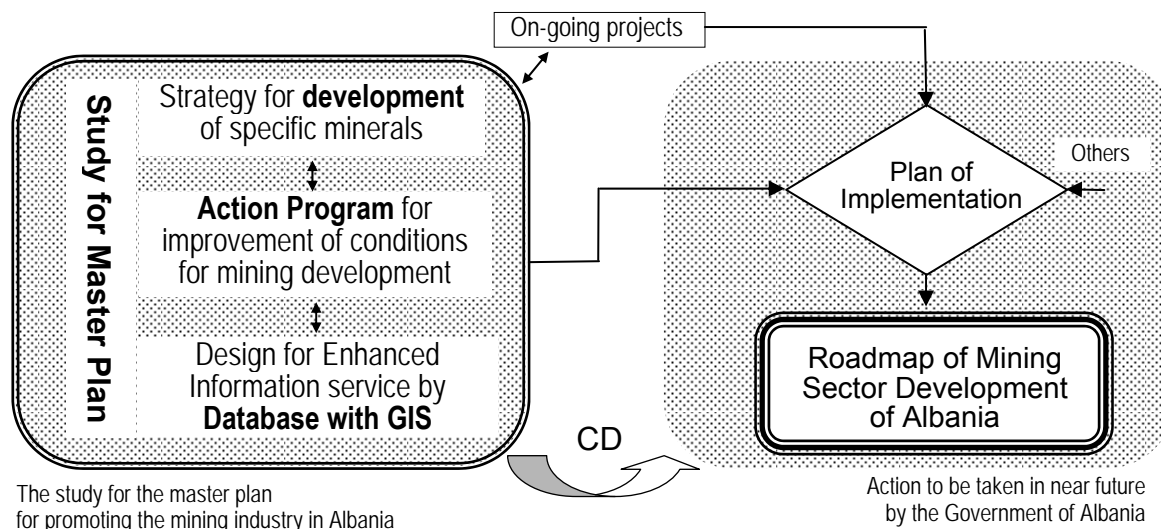 On-going projects
Study for Master Plan
Strategy for development
of specific minerals
Action Program for
improvement of conditions
for mining development
Design for Enhanced
Information service by
Database with GIS
Others
Plan of
Implementation
Roadmap of Mining
Sector Development
of Albania
CD
The study for the master plan
for promoting the mining industry in Albania
Action to be taken in near future
by the Government of Albania